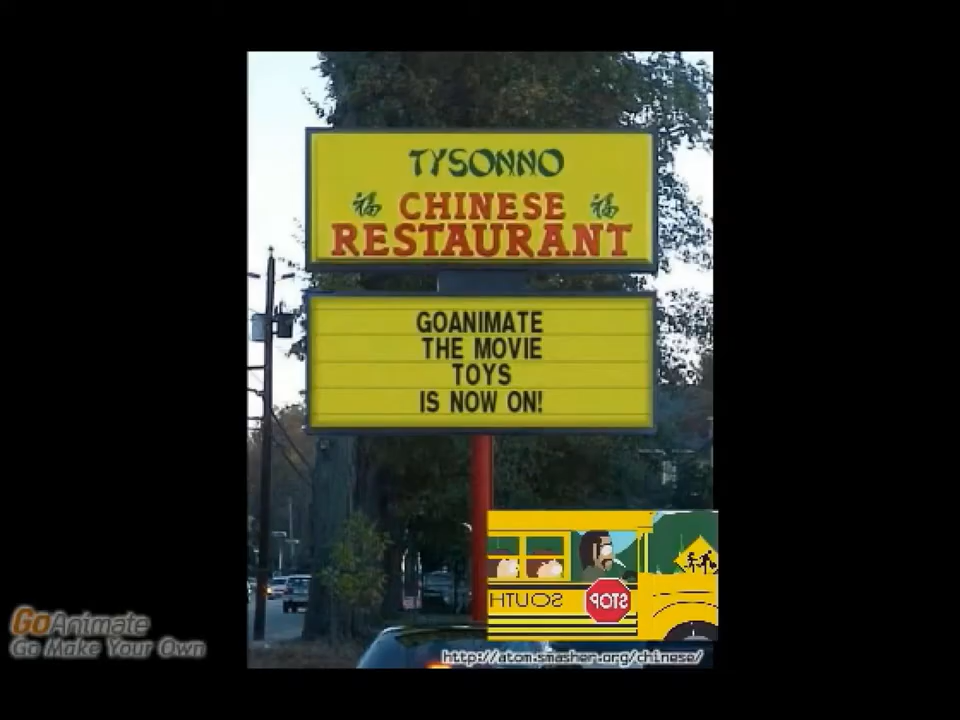 TYSONNO
福 CHINESE 福
RESTAURANT
GOANIMATE
THE MOVIE
TOYS
IS NOW ON!
SOUTH
STOP
GoAnimate
Go Make Your Own
http://atom.smasher.org/chinese/